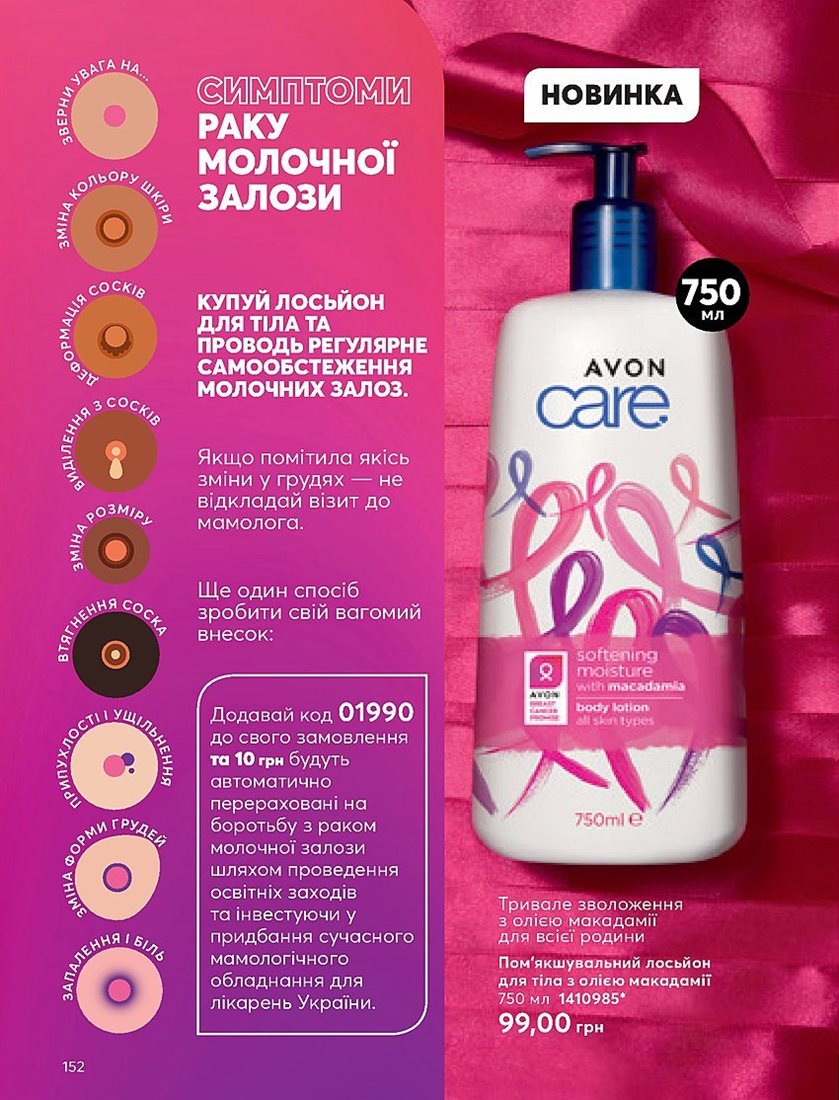 ЗВЕРНИ УВАГА НА...
ЗМІНА КОЛЬОРУ ШКІРИ
ДЕФОРМАЦІЯ СОСКІВ
ВИДІЛЕННЯ З СОСКІВ
ЗМІНА РОЗМІРУ
ВТЯГНЕННЯ СОСКА
ПРИПУХЛОСТІ І УЩІЛЬНЕННЯ
ЗМІНА ФОРМИ ГРУДЕЙ
ЗАПАЛЕННЯ І БІЛЬ
СИМПТОМИ
РАКУ
МОЛОЧНОЇ
ЗАЛОЗИ
КУПУЙ ЛОСЬЙОН
ДЛЯ ТІЛА ТА
ПРОВОДЬ РЕГУЛЯРНЕ
САМООБСТЕЖЕННЯ
МОЛОЧНИХ ЗАЛОЗ.
Якщо помітила якісь
зміни у грудях — не
відкладай візит до
мамолога.
Ще один спосіб
зробити свій вагомий
внесок:
Додавай код 01990
до свого замовлення
та 10 грн будуть
автоматично
перераховані на
боротьбу з раком
молочної залози
шляхом проведення
освітніх заходів
та інвестуючи у
придбання сучасного
мамологічного
обладнання для
лікарень України.
152
НОВИНКА
750
МЛ
AVON
care
softening
moisture
with macadamia
body lotion
all skin types
AVON
BREAST
CANCER
PROMISE
750ml e
Тривале зволоження
з олією макадамії
для всієї родини
Пом’якшувальний лосьйон
для тіла з олією макадамії
750 мл 1410985*
99,00 грн